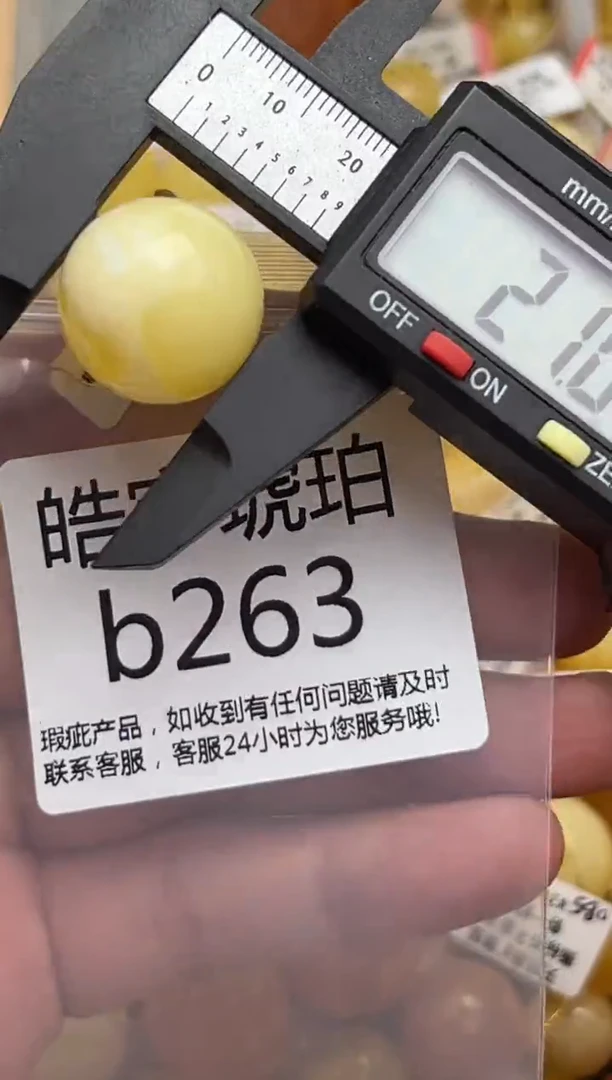 0 10 20
1 2 3 4 5 6 7 8 9
mm/
21.0
OFF
ON
皓 琥珀
b263
瑕疵产品，如收到有任何问题请及时
联系客服，客服24小时为您服务哦!